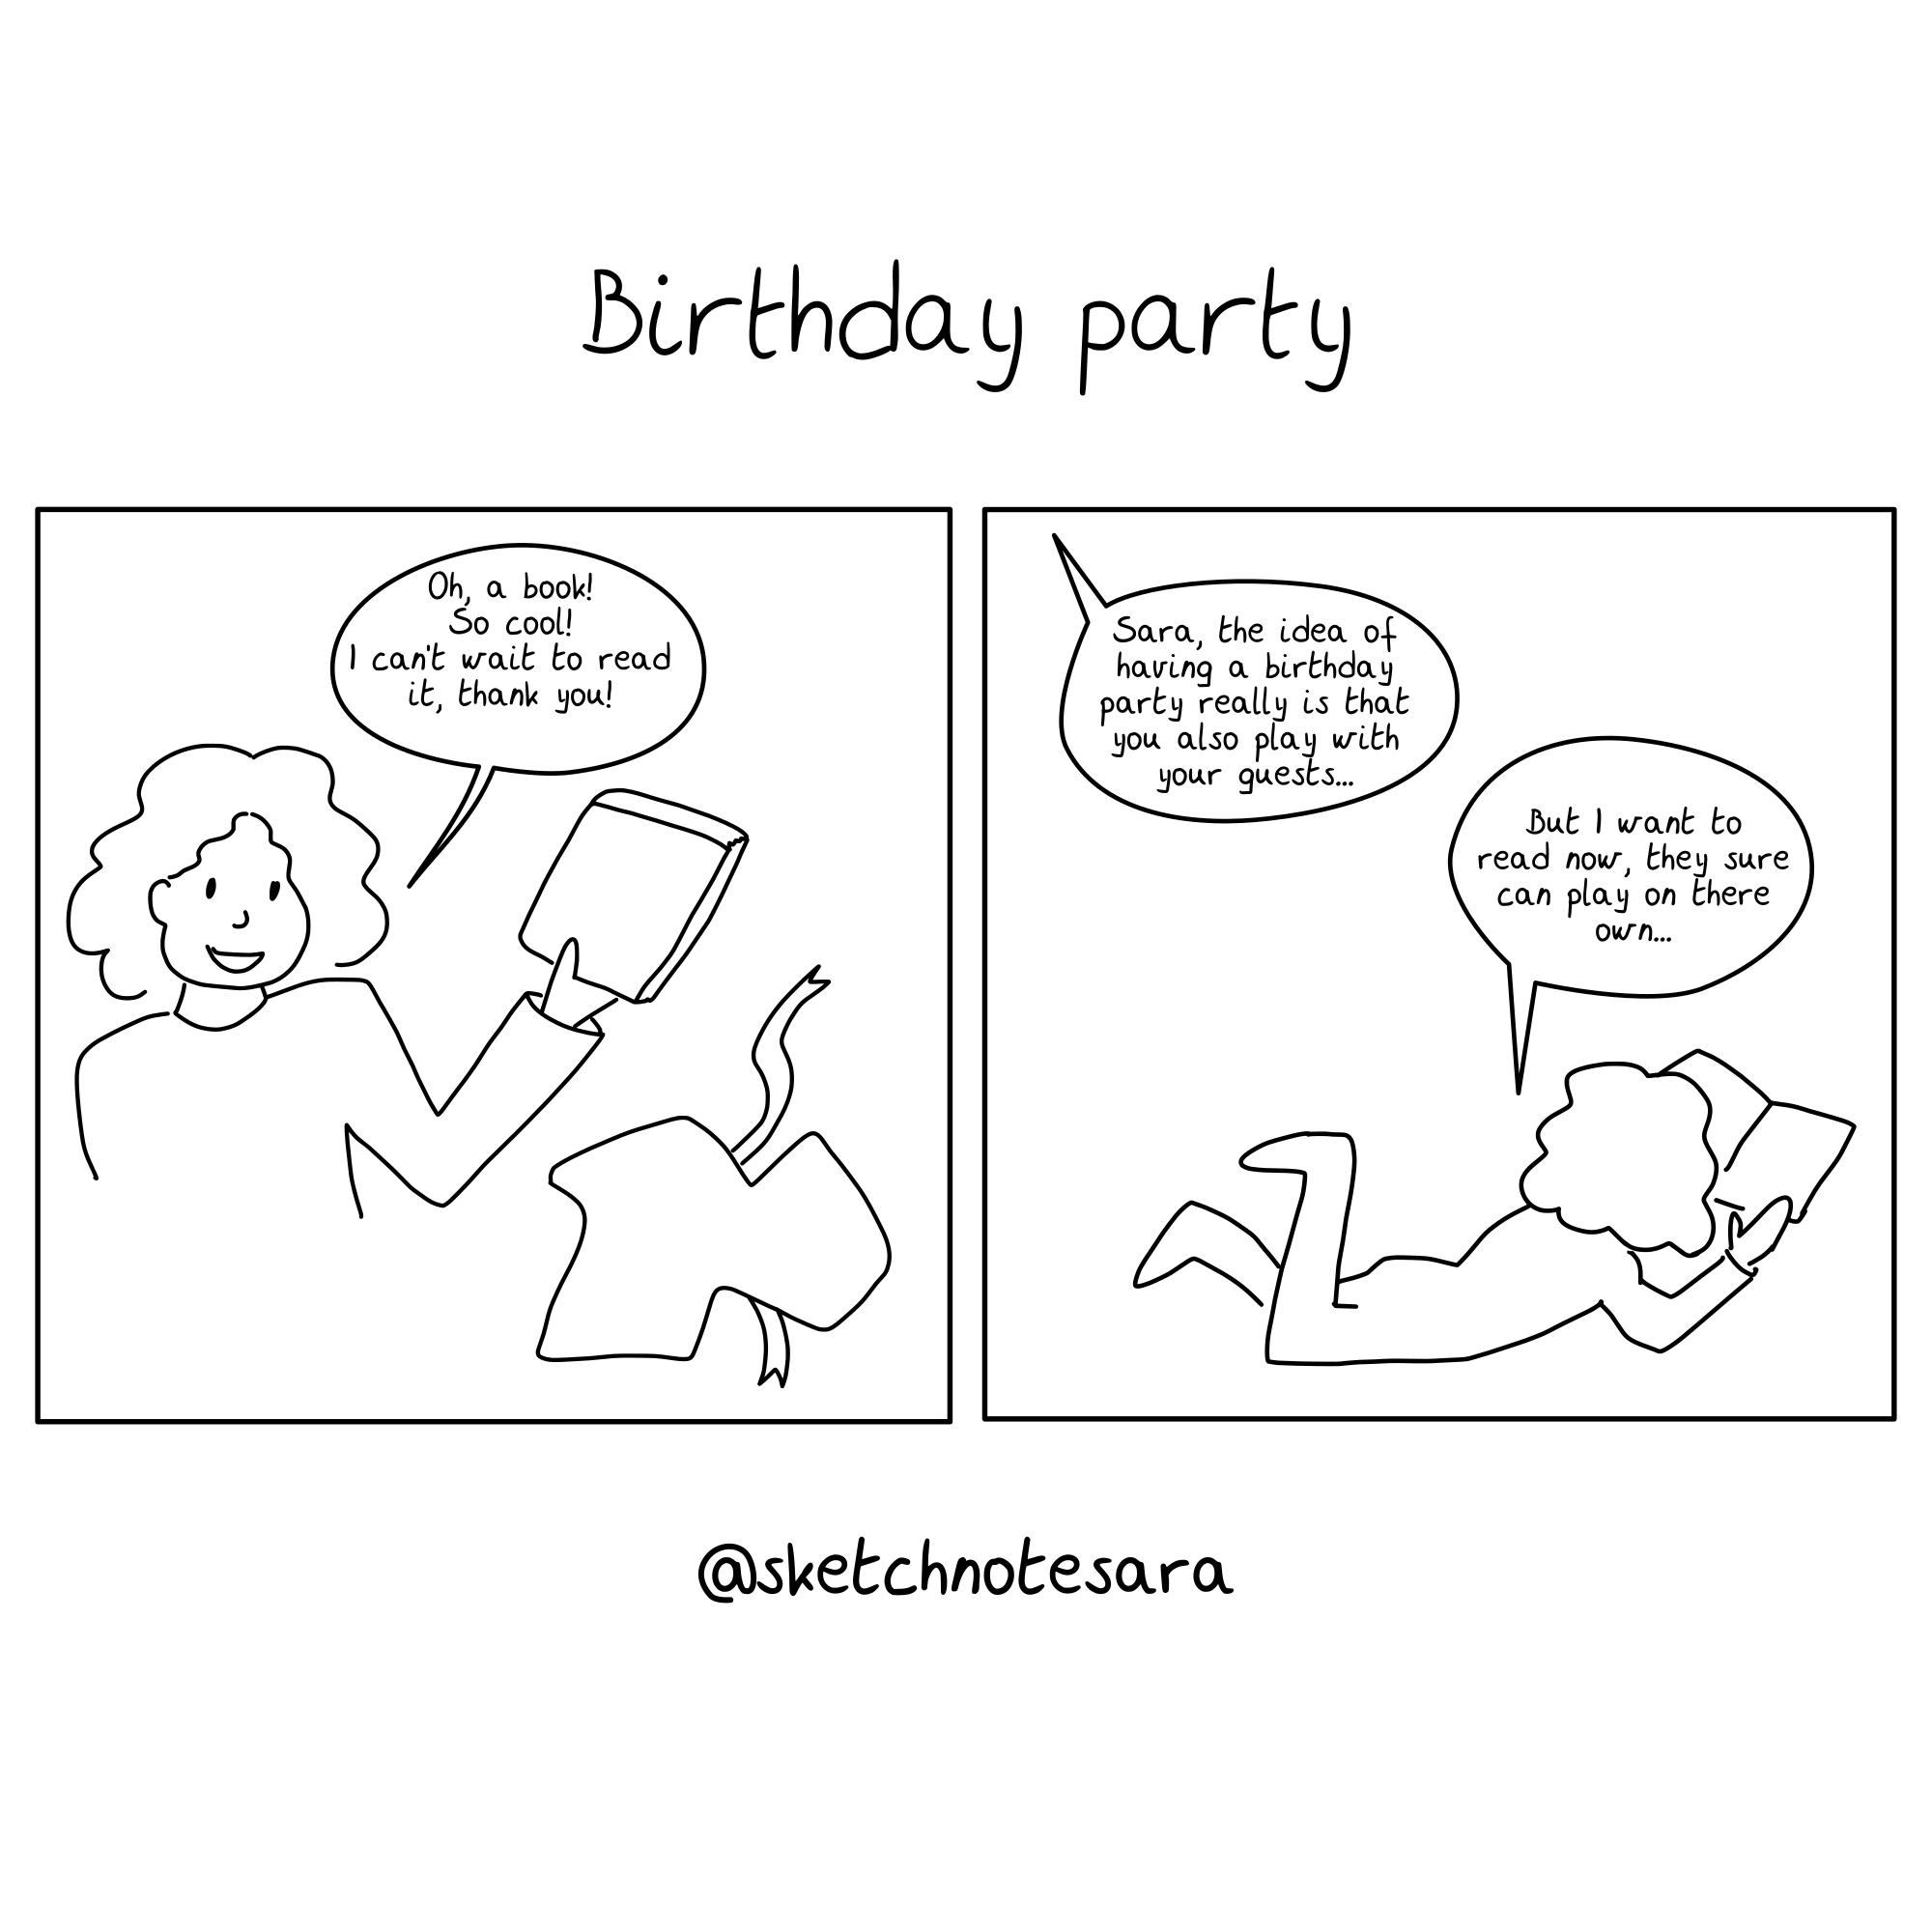 Birthday party
Oh, a book!
So cool!
I can't wait to read
it, thank you!
Sara, the idea of
having a birthday
party really is that
you also play with
your guests...
But I want to
read now, they sure
can play on there
own...
@sketchnotesara